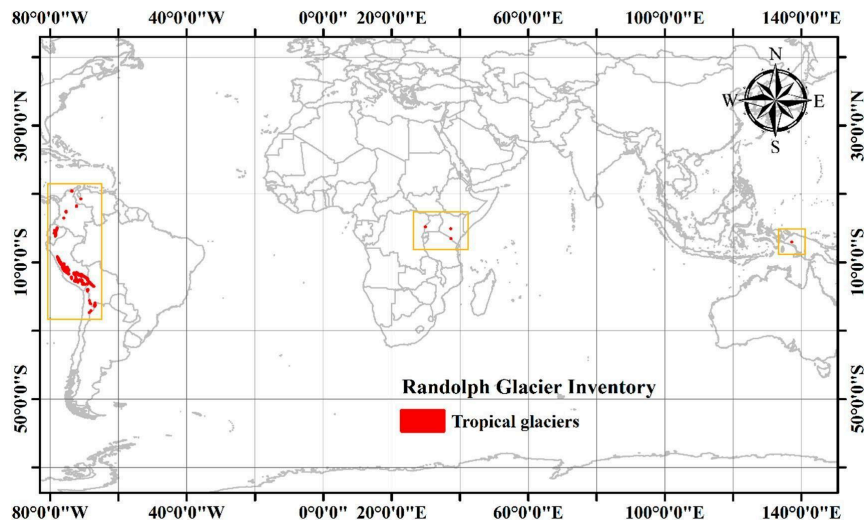 80°0'0"W 40°0'0"W 0°0'0" 20°0'0"E 60°0'0"E 100°0'0"E 140°0'0"E
N
W E
S
30°0'0"N 30°0'0"N
10°0'0"S 10°0'0"S
Randolph Glacier Inventory
Tropical glaciers
50°0'0"S 50°0'0"S
80°0'0"W 40°0'0"W 0°0'0" 20°0'0"E 60°0'0"E 100°0'0"E 140°0'0"E